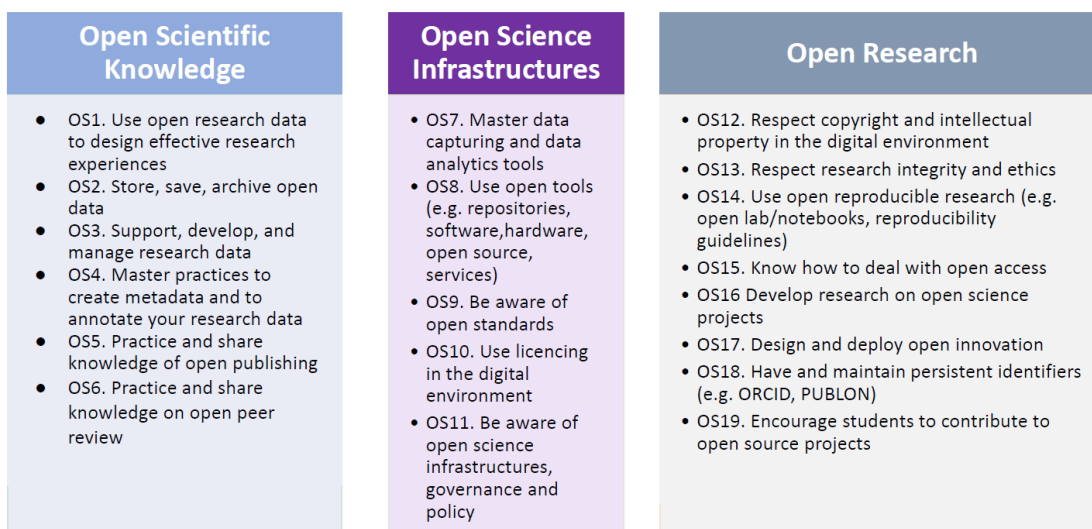 Open Scientific
Knowledge
● OS1. Use open research data
to design effective research
experiences
● OS2. Store, save, archive open
data
● OS3. Support, develop, and
manage research data
● OS4. Master practices to
create metadata and to
annotate your research data
● OS5. Practice and share
knowledge of open publishing
● OS6. Practice and share
knowledge on open peer
review
Open Science
Infrastructures
• OS7. Master data
capturing and data
analytics tools
• OS8. Use open tools
(e.g. repositories,
software,hardware,
open source,
services)
• OS9. Be aware of
open standards
• OS10. Use licencing
in the digital
environment
• OS11. Be aware of
open science
infrastructures,
governance and
policy
Open Research
• OS12. Respect copyright and intellectual
property in the digital environment
• OS13. Respect research integrity and ethics
• OS14. Use open reproducible research (e.g.
open lab/notebooks, reproducibility
guidelines)
• OS15. Know how to deal with open access
• OS16 Develop research on open science
projects
• OS17. Design and deploy open innovation
• OS18. Have and maintain persistent identifiers
(e.g. ORCID, PUBLON)
• OS19. Encourage students to contribute to
open source projects